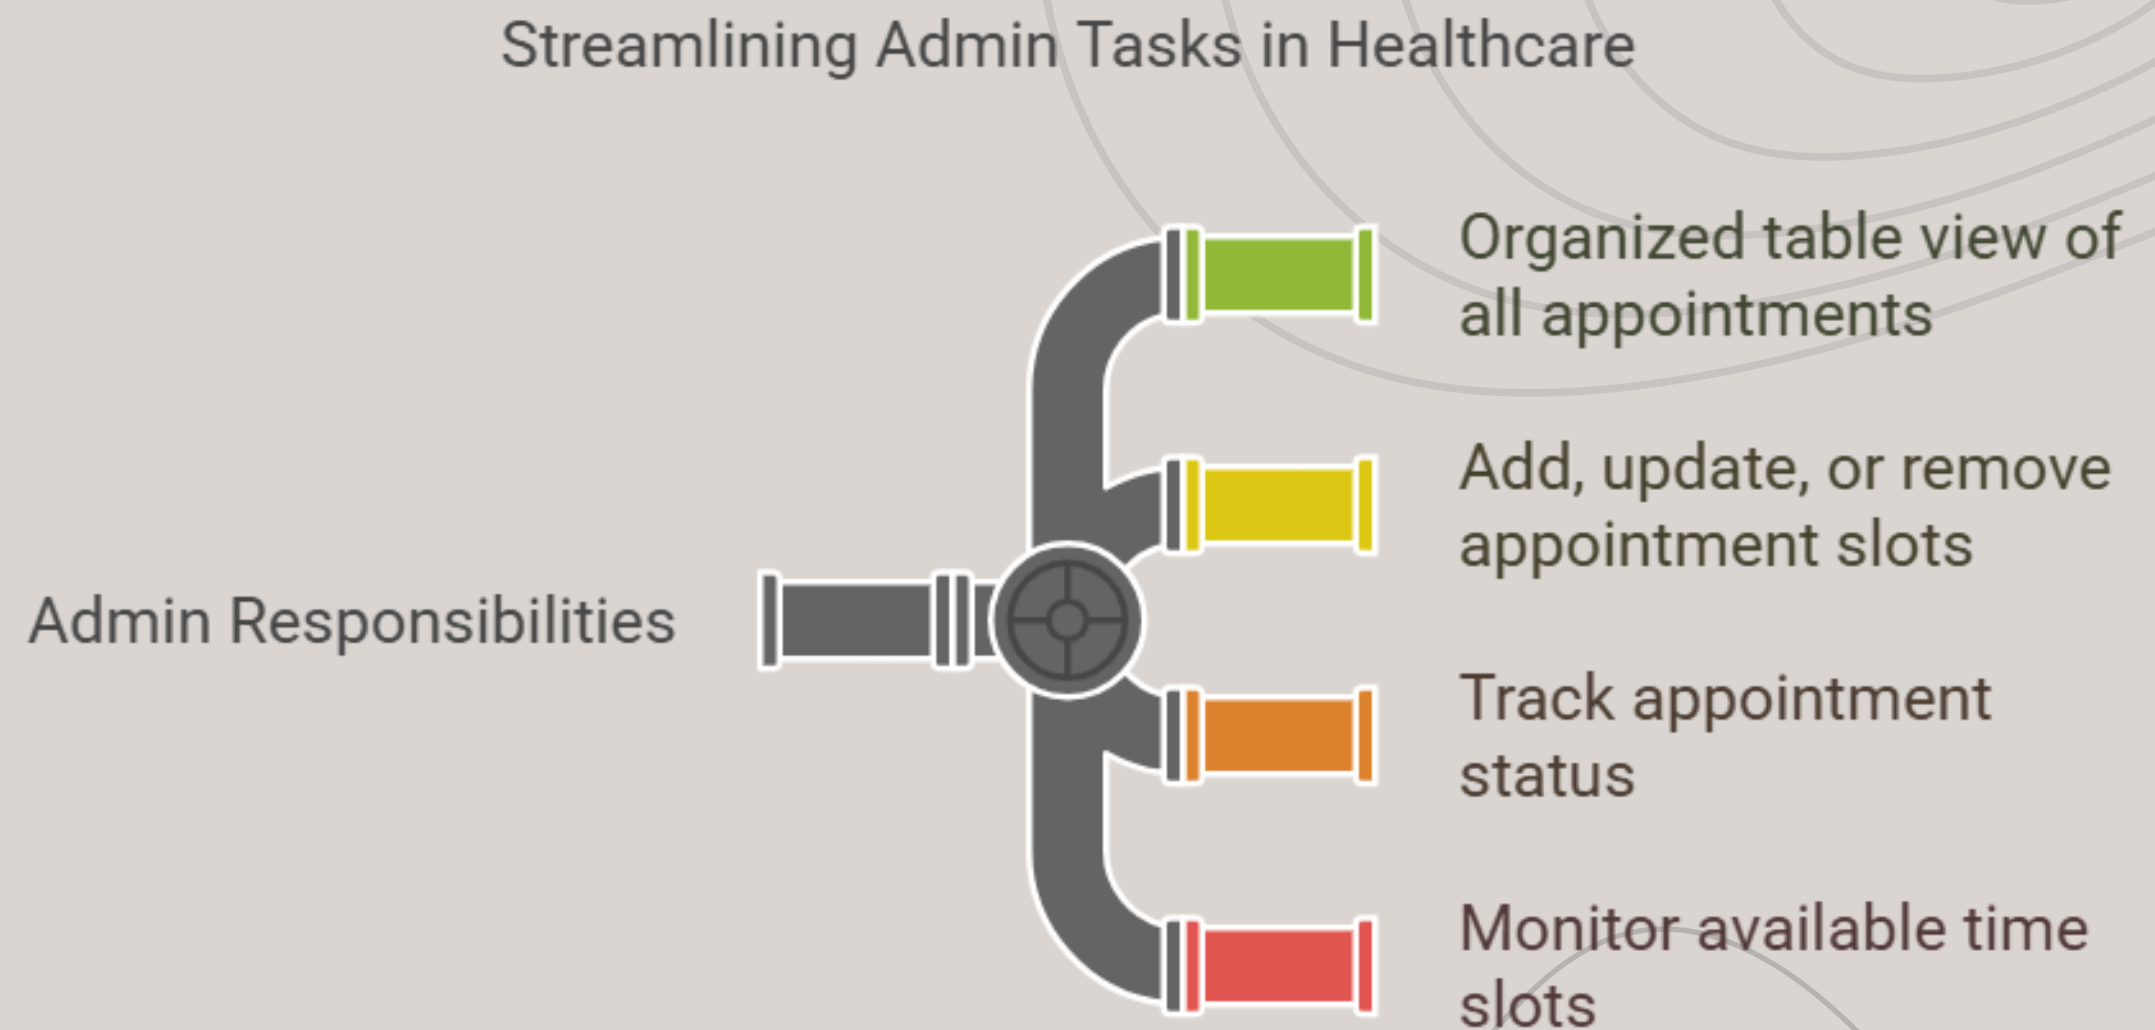 Streamlining Admin Tasks in Healthcare
Organized table view of
all appointments
Add, update, or remove
appointment slots
Admin Responsibilities
Track appointment
status
Monitor available time
slots